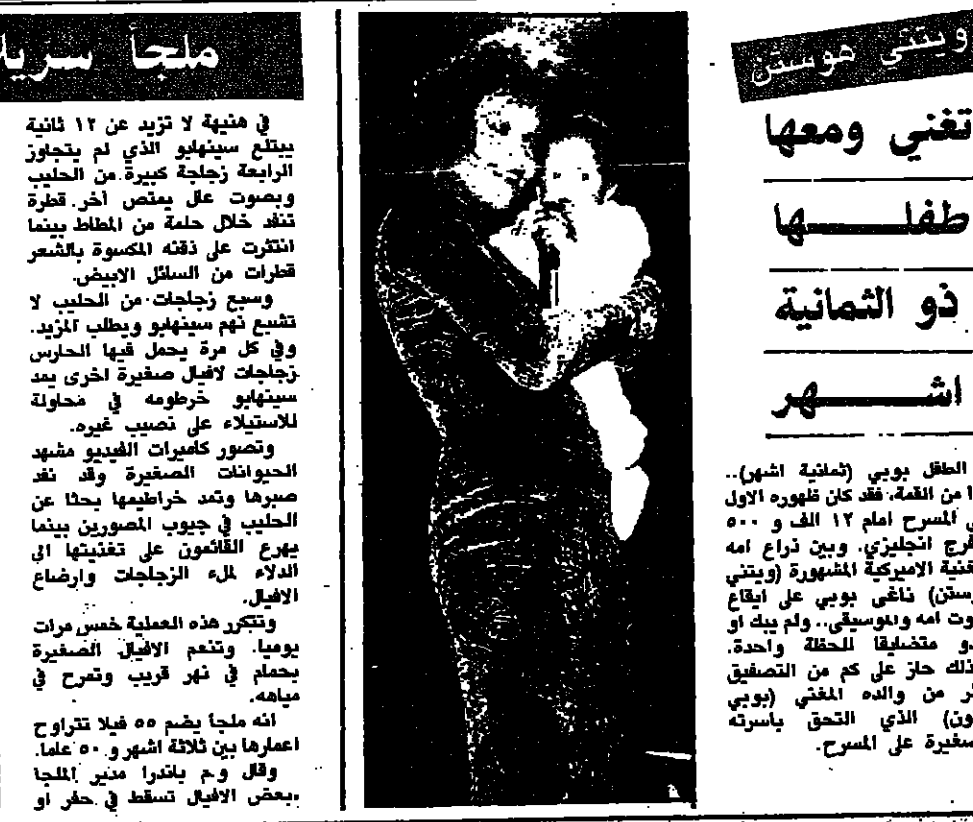 ويتني هوستن
تغني ومعها
طفلها
ذو الثمانية
اشهر
الطفل بوبي (ثمانية اشهر)..
من القمة. فقد كان ظهوره الاول
المسرح امام ١٢ الف و ٥٠٠
انجليزي. وبين ذراع امه
الاميركية المشهورة (ويتني
ناغى بوبي على ايقاع
امه والموسيقى.. ولم يبك او
متضايقا للحظة واحدة.
حاز على كم من التصفيق
من والده المغني (بوبي
الذي التحق باسرته
على المسرح.
ملجأ
في هنيهة لا تزيد عن ١٢ ثانية
يبتلع سينهابو الذي لم يتجاوز
الرابعة زجاجة كبيرة من الحليب
وبصوت عال يمتص آخر قطرة
تنفد خلال حلمة من المطاط بينما
انتثرت على ذقنه المكسوة بالشعر
قطرات من السائل الابيض.
وسبع زجاجات من الحليب لا
تشبع نهم سينهابو ويطلب المزيد.
وفي كل مرة يحمل فيها الحارس
زجاجات لافيال صغيرة اخرى يمد
سينهابو خرطومه في محاولة
للاستيلاء على نصيب غيره.
وتصور كاميرات الفيديو مشهد
الحيوانات الصغيرة وقد نفد
صبرها وتمد خراطيمها بحثا عن
الحليب في جيوب المصورين بينما
يهرع القائمون على تغذيتها الى
الدلاء لملء الزجاجات وارضاع
الافيال.
وتتكرر هذه العملية خمس مرات
يوميا. وتنعم الافيال الصغيرة
بحمام في نهر قريب وتمرح في
مياهه.
انه ملجأ يضم ٥٥ فيلا تتراوح
اعمارها بين ثلاثة اشهر و ٥٠ عاما.
وقال وم باندرا مدير الملجا
.بعض الافيال تسقط في حفر او